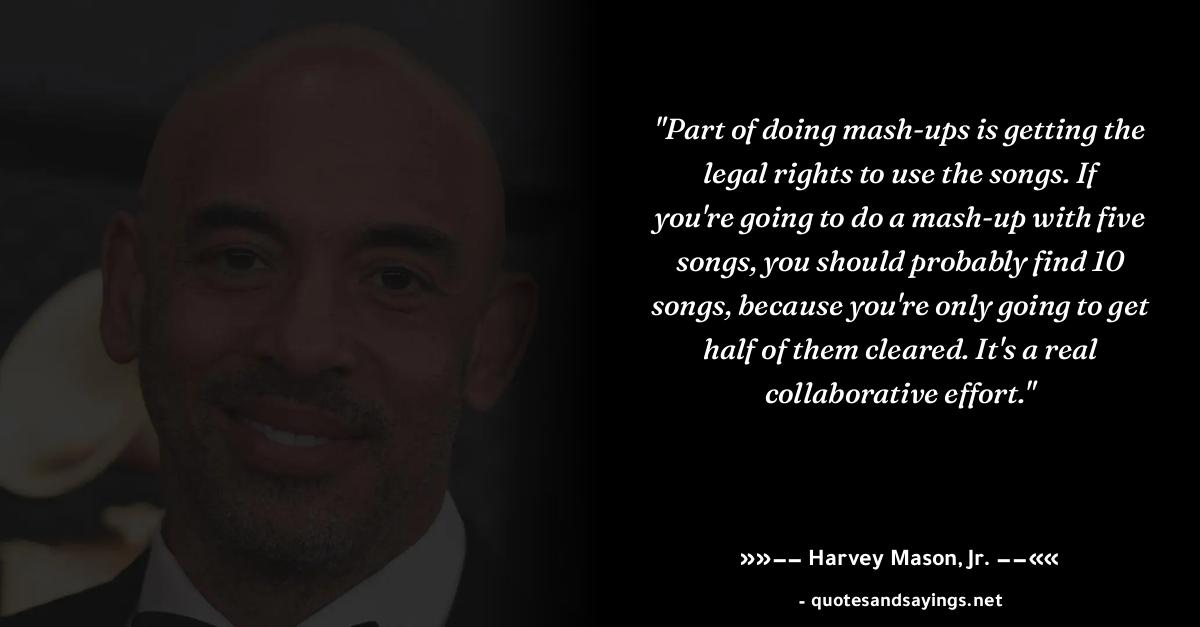 "Part of doing mash-ups is getting the
legal rights to use the songs. If
you're going to do a mash-up with five
songs, you should probably find 10
songs, because you're only going to get
half of them cleared. It's a real
collaborative effort."
»»−− Harvey Mason, Jr. −−««
- quotesandsayings.net